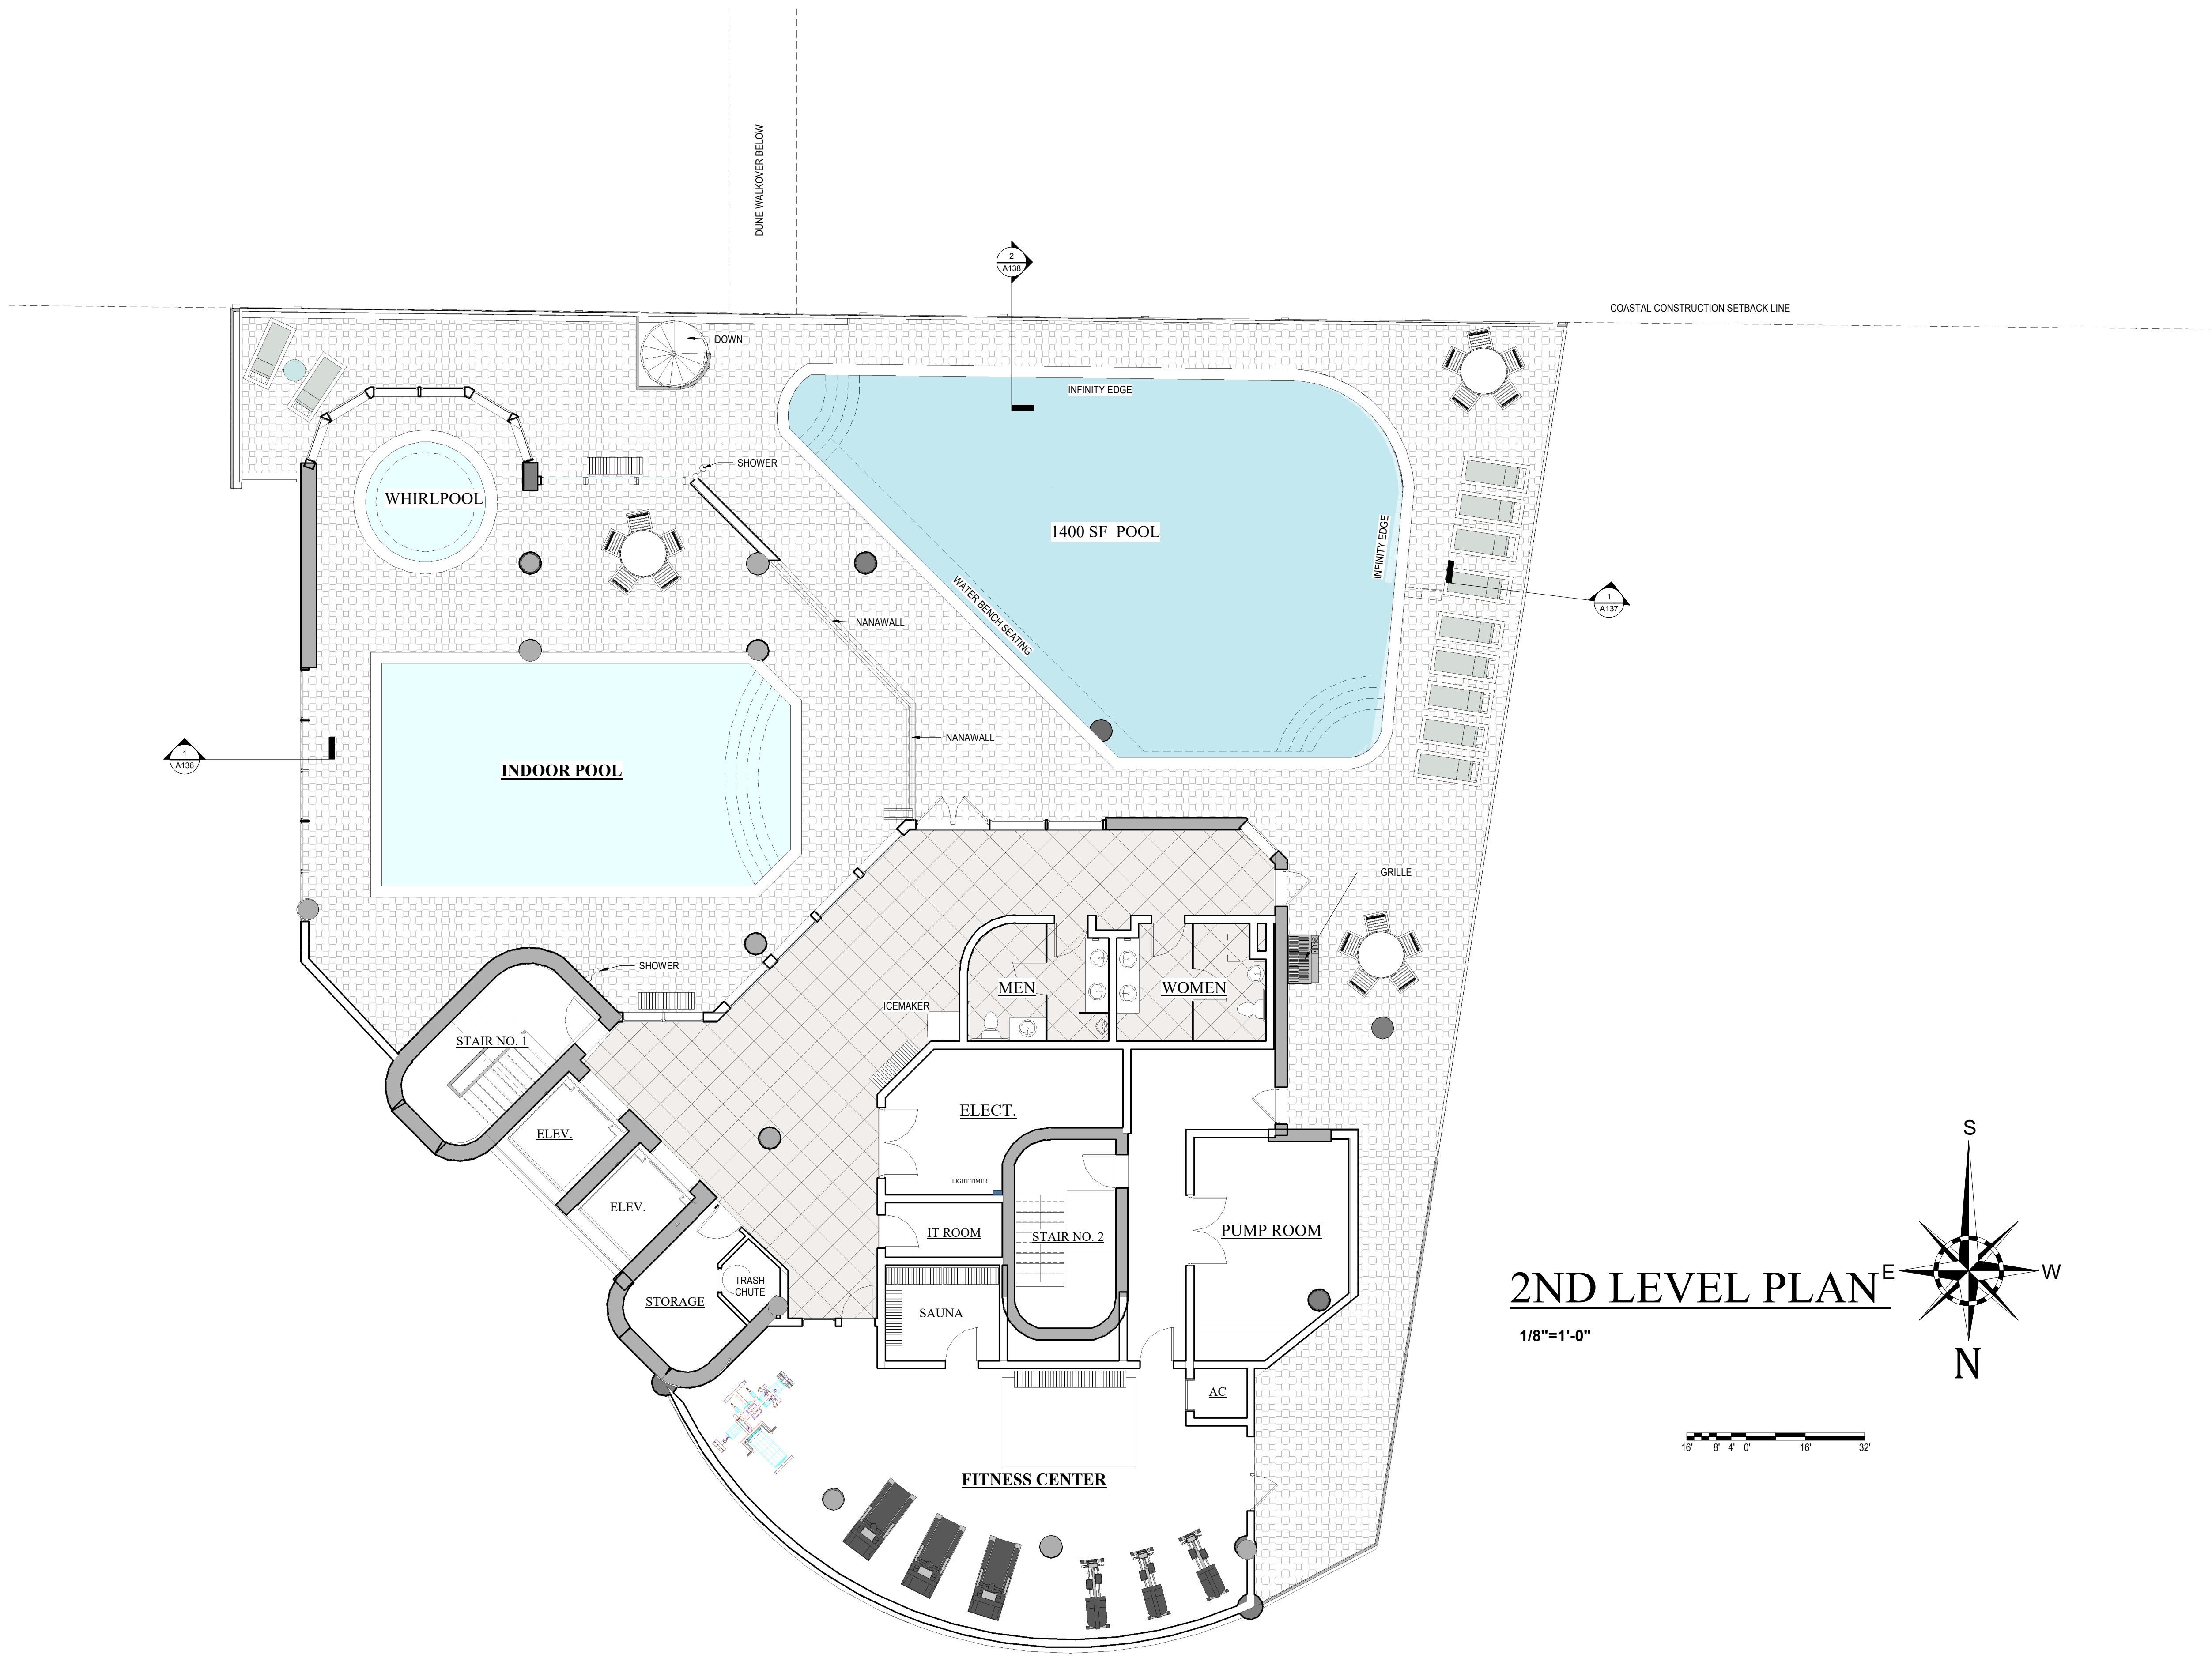 DUNE WALKOVER BELOW
2
A138
COASTAL CONSTRUCTION SETBACK LINE
DOWN
INFINITY EDGE
SHOWER
WHIRLPOOL
1400 SF POOL
INFINITY EDGE
WATER BENCH SEATING
1
A137
NANAWALL
NANAWALL
1
A136
INDOOR POOL
GRILLE
SHOWER
MEN
WOMEN
ICEMAKER
STAIR NO. 1
ELECT.
ELEV.
LIGHT TIMER
ELEV.
IT ROOM
STAIR NO. 2
PUMP ROOM
TRASH
CHUTE
STORAGE
SAUNA
AC
FITNESS CENTER
S
E
W
N
2ND LEVEL PLAN
1/8"=1'-0"
16' 8' 4' 0' 16' 32'